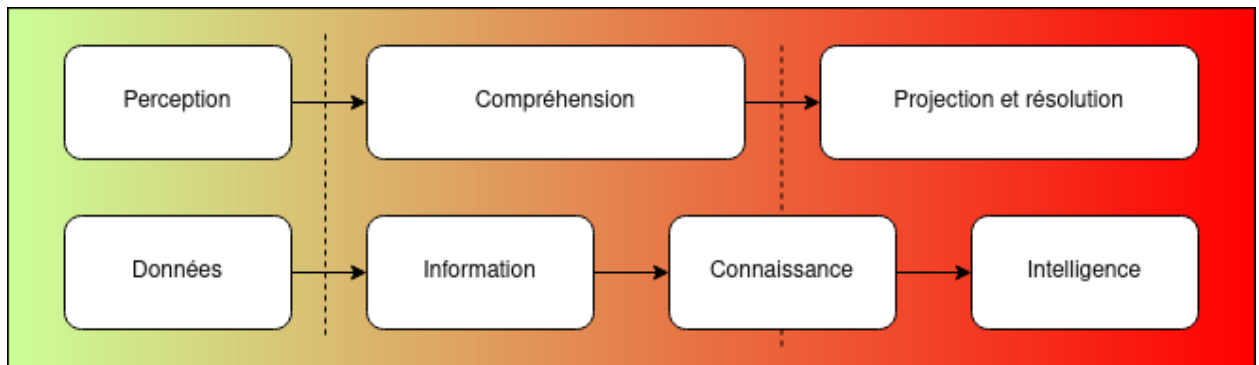 Perception
Compréhension
Projection et résolution
Données
Information
Connaissance
Intelligence